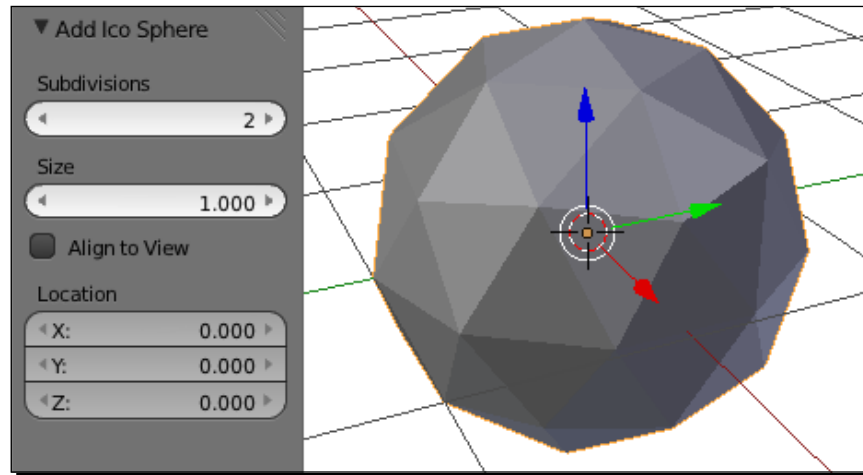 Add Ico Sphere
Subdivisions
2
Size
1.000
Align to View
Location
X: 0.000
Y: 0.000
Z: 0.000